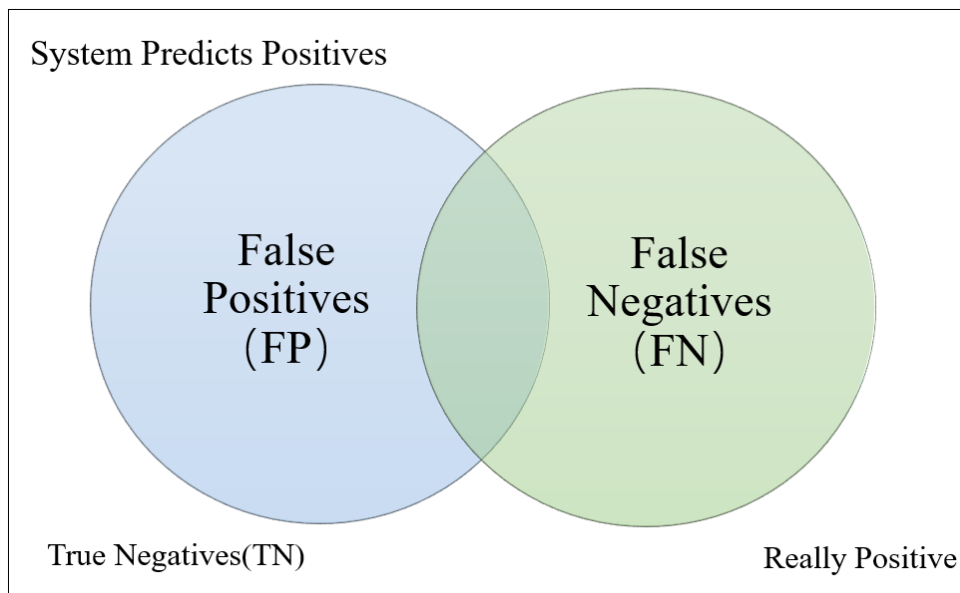 System Predicts Positives
False
Positives
（FP）
False
Negatives
（FN）
True Negatives(TN)
Really Positive